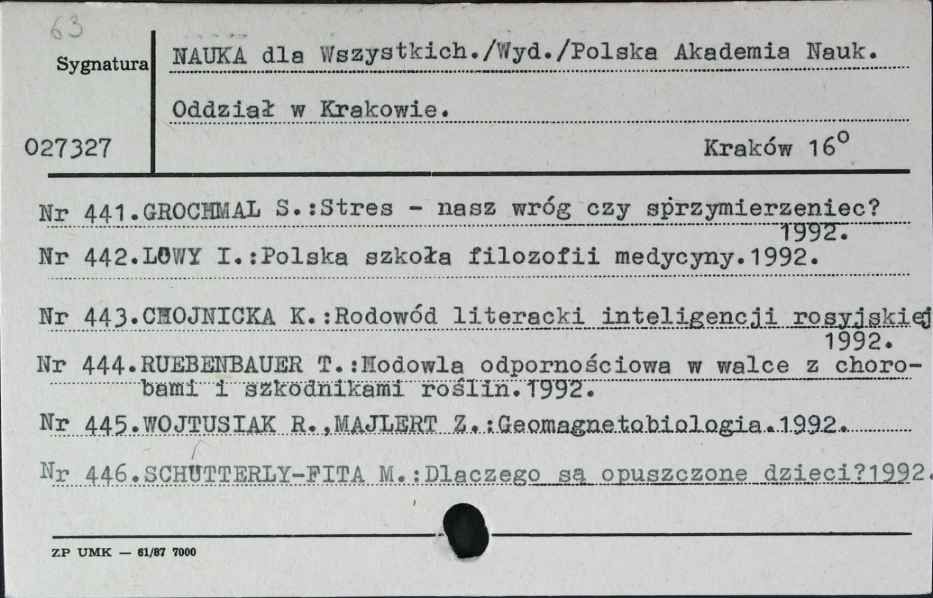 63
Sygnatura
NAUKA dla Wszystkich./Wyd./Polska Akademia Nauk.
Oddział w Krakowie.
027327
Kraków 16°
Nr 441.GROCHMAL S.:Stres - nasz wróg czy sprzymierzeniec?
1992.
Nr 442.LÖWY I.:Polska szkoła filozofii medycyny.1992.
Nr 443.CHOJNICKA K.:Rodowód literacki inteligencji rosyjskiej
1992.
Nr 444.RUEBENBAUER T.:Hodowla odpornościowa w walce z choro-
bami i szkodnikami roślin.1992.
Nr 445.WOJTUSIAK R.,MAJLERT Z.:Geomagnetobiologia.1992.
Nr 446.SCHÜTTERLY-FITA M.:Dlaczego są opuszczone dzieci?1992.
ZP UMK — 61/87 7000